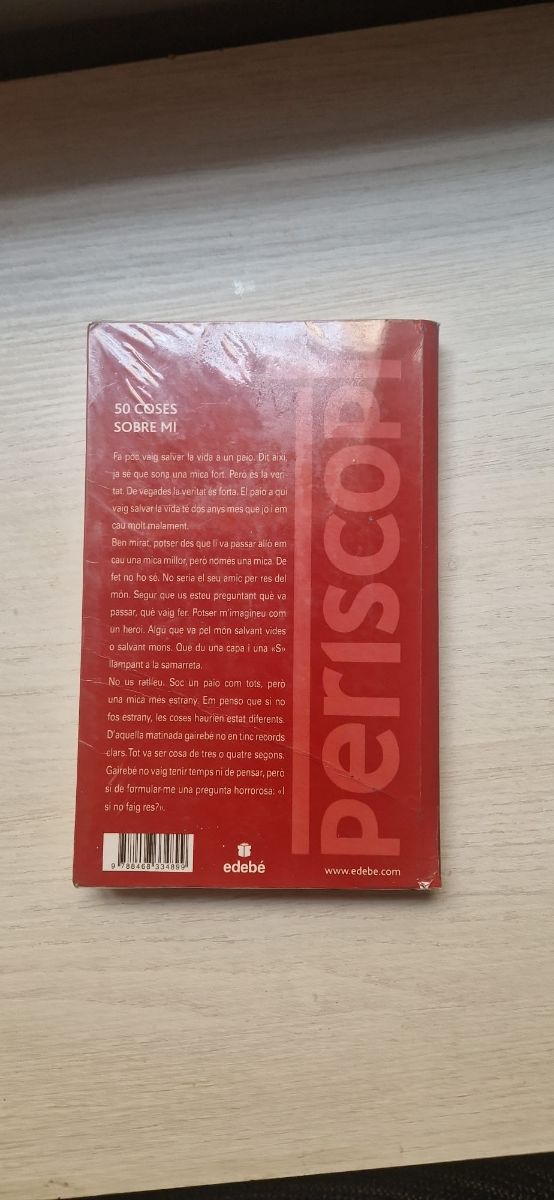 50 COSES
SOBRE MI
Fa poc vaig salvar la vida a un paio. Dit així,
ja sé que sona una mica fort. Però és la veri-
tat. De vegades la veritat és forta. El paio a qui
vaig salvar la vida té dos anys més que jo i em
cau molt malament.
Ben mirat, potser des que li va passar allò em
cau una mica millor, però només una mica. De
fet no ho sé. No seria el seu amic per res del
món. Segur que us esteu preguntant què va
passar, què vaig fer. Potser m'imagineu com
un heroi. Algú que va pel món salvant vides
o salvant mons. Que du una capa i una «S»
llampant a la samarreta.
No us ratlleu. Soc un paio com tots, però
una mica més estrany. Em penso que si no
fos estrany, les coses haurien estat diferents.
D'aquella matinada gairebé no en tinc records
clars. Tot va ser cosa de tres o quatre segons.
Gairebé no vaig tenir temps ni de pensar, però
sí de formular-me una pregunta horrorosa: «I
si no faig res?».
PERISCOPI
9 788468 334899
edebé
www.edebe.com